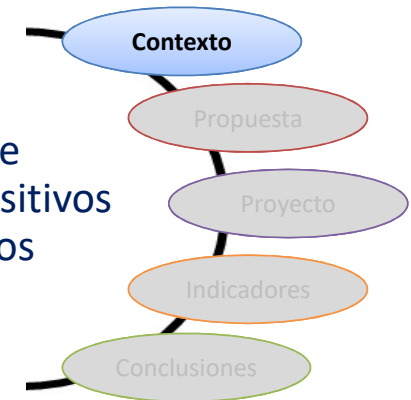 Contexto
Propuesta
Proyecto
Indicadores
Conclusiones